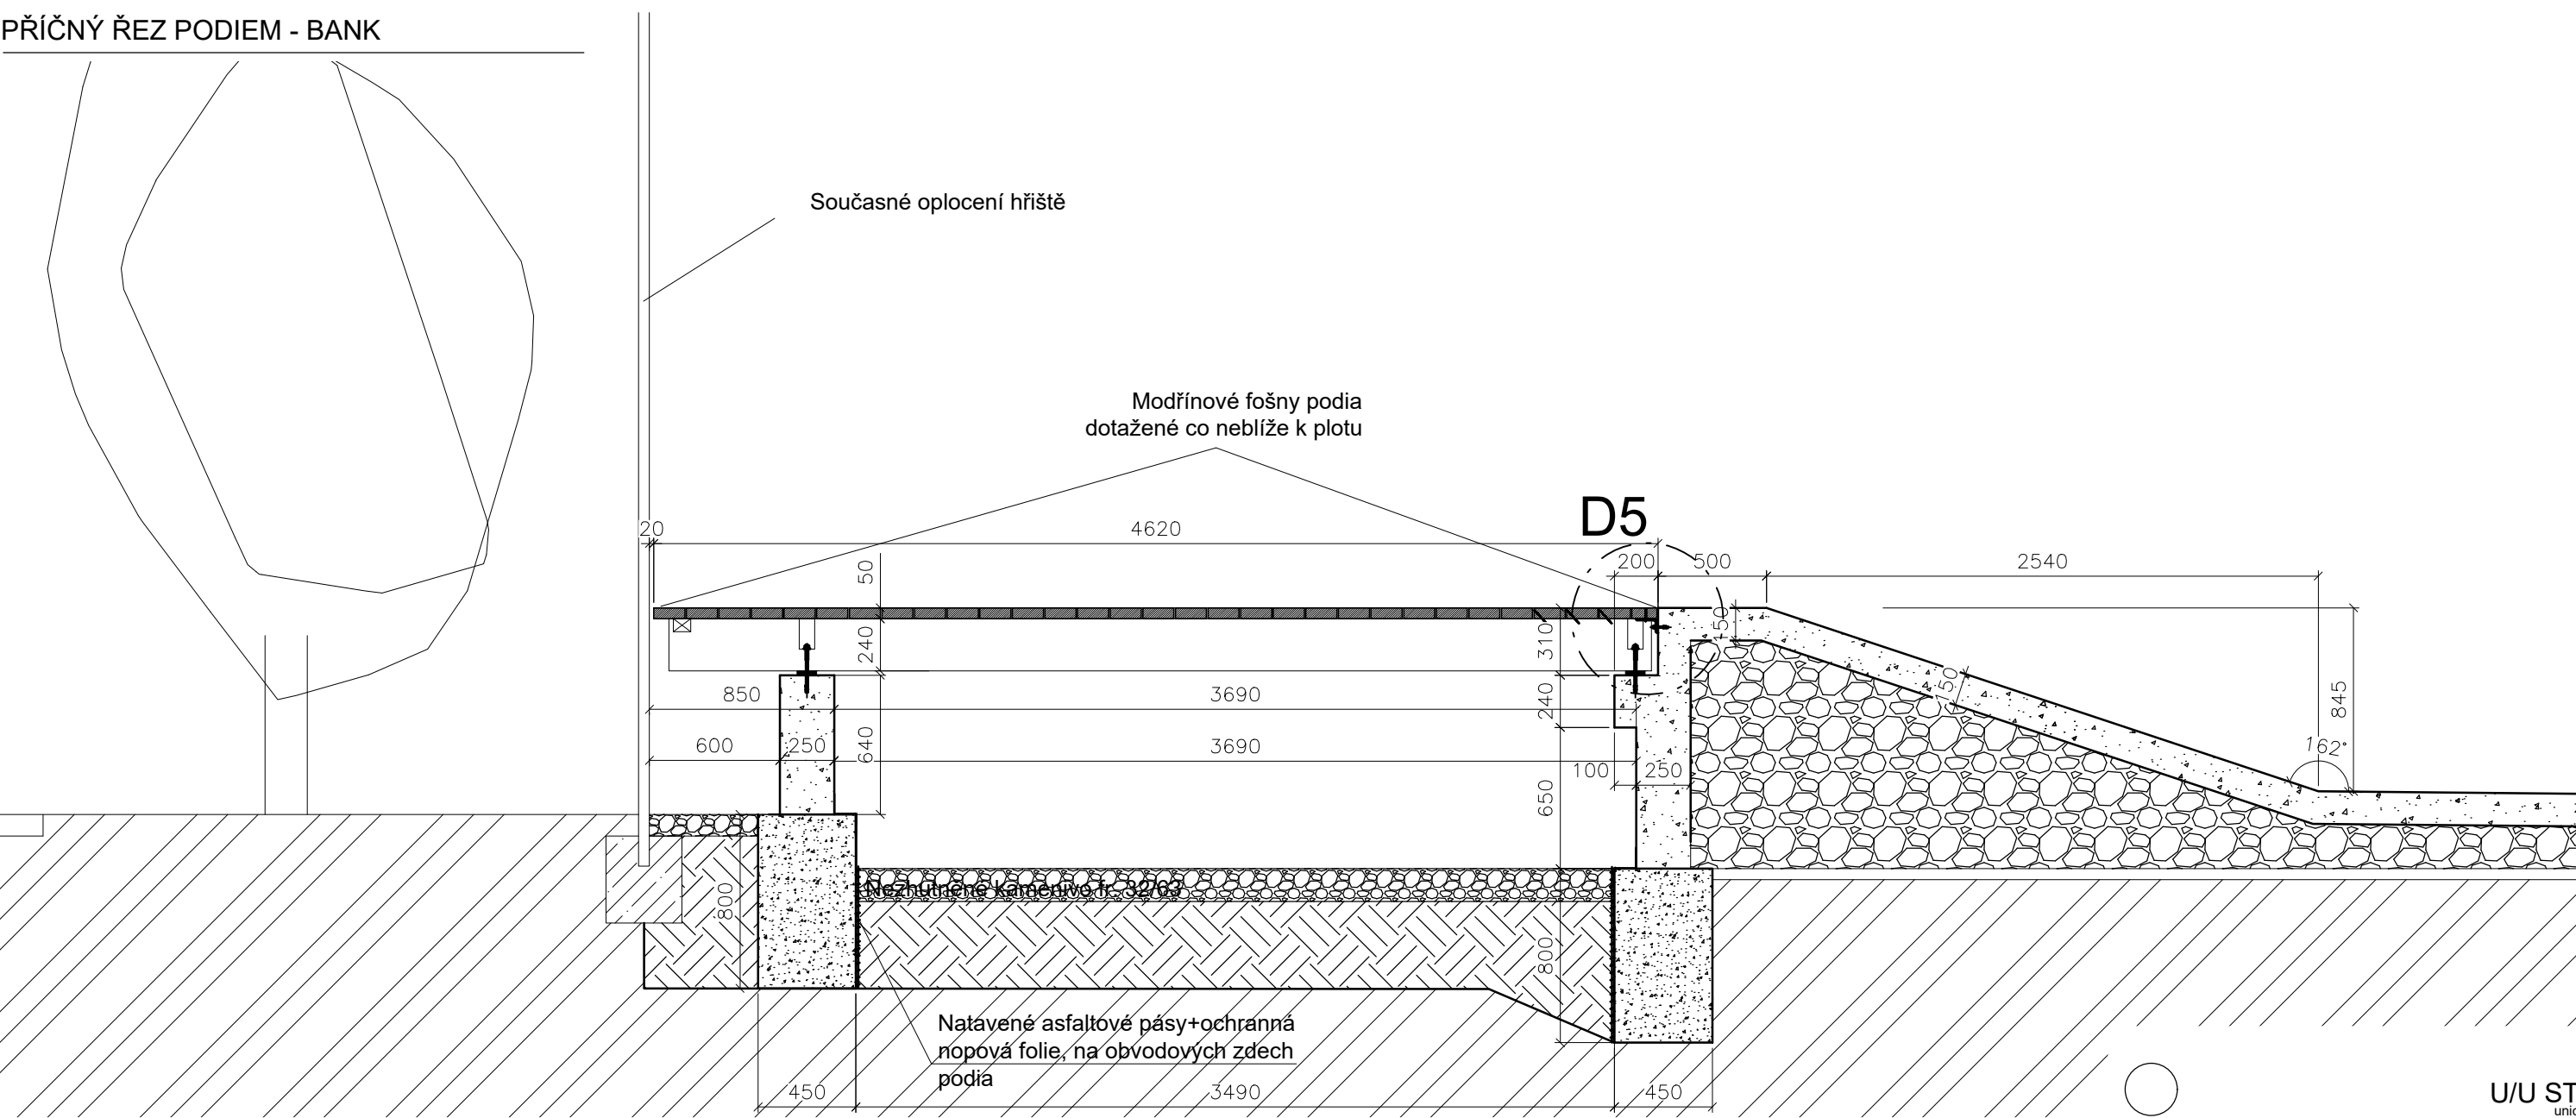 PŘÍČNÝ ŘEZ PODIEM - BANK
Současné oplocení hřiště
Modřínové fošny podia
dotažené co neblíže k plotu
D5
20
4620
200
500
2540
50
240
310
150
850
3690
240
150
845
600
250
640
3690
162°
100
250
650
Nezhutněné kamenivo fr. 32/63
800
800
Natavené asfaltové pásy+ochranná
nopová folie, na obvodových zdech
podia
450
3490
450
U/U ST